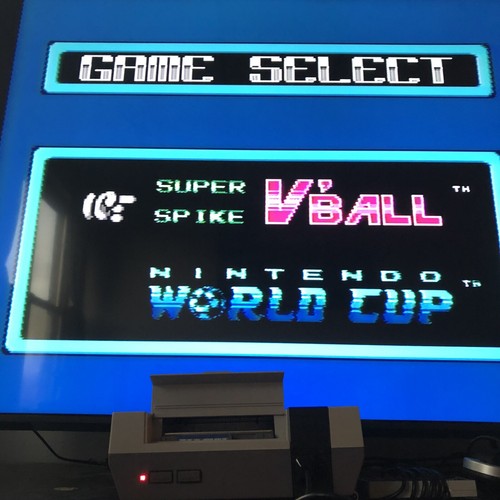 GAME SELECT
SUPER SPIKE V'BALL TM
NINTENDO TM
WORLD CUP